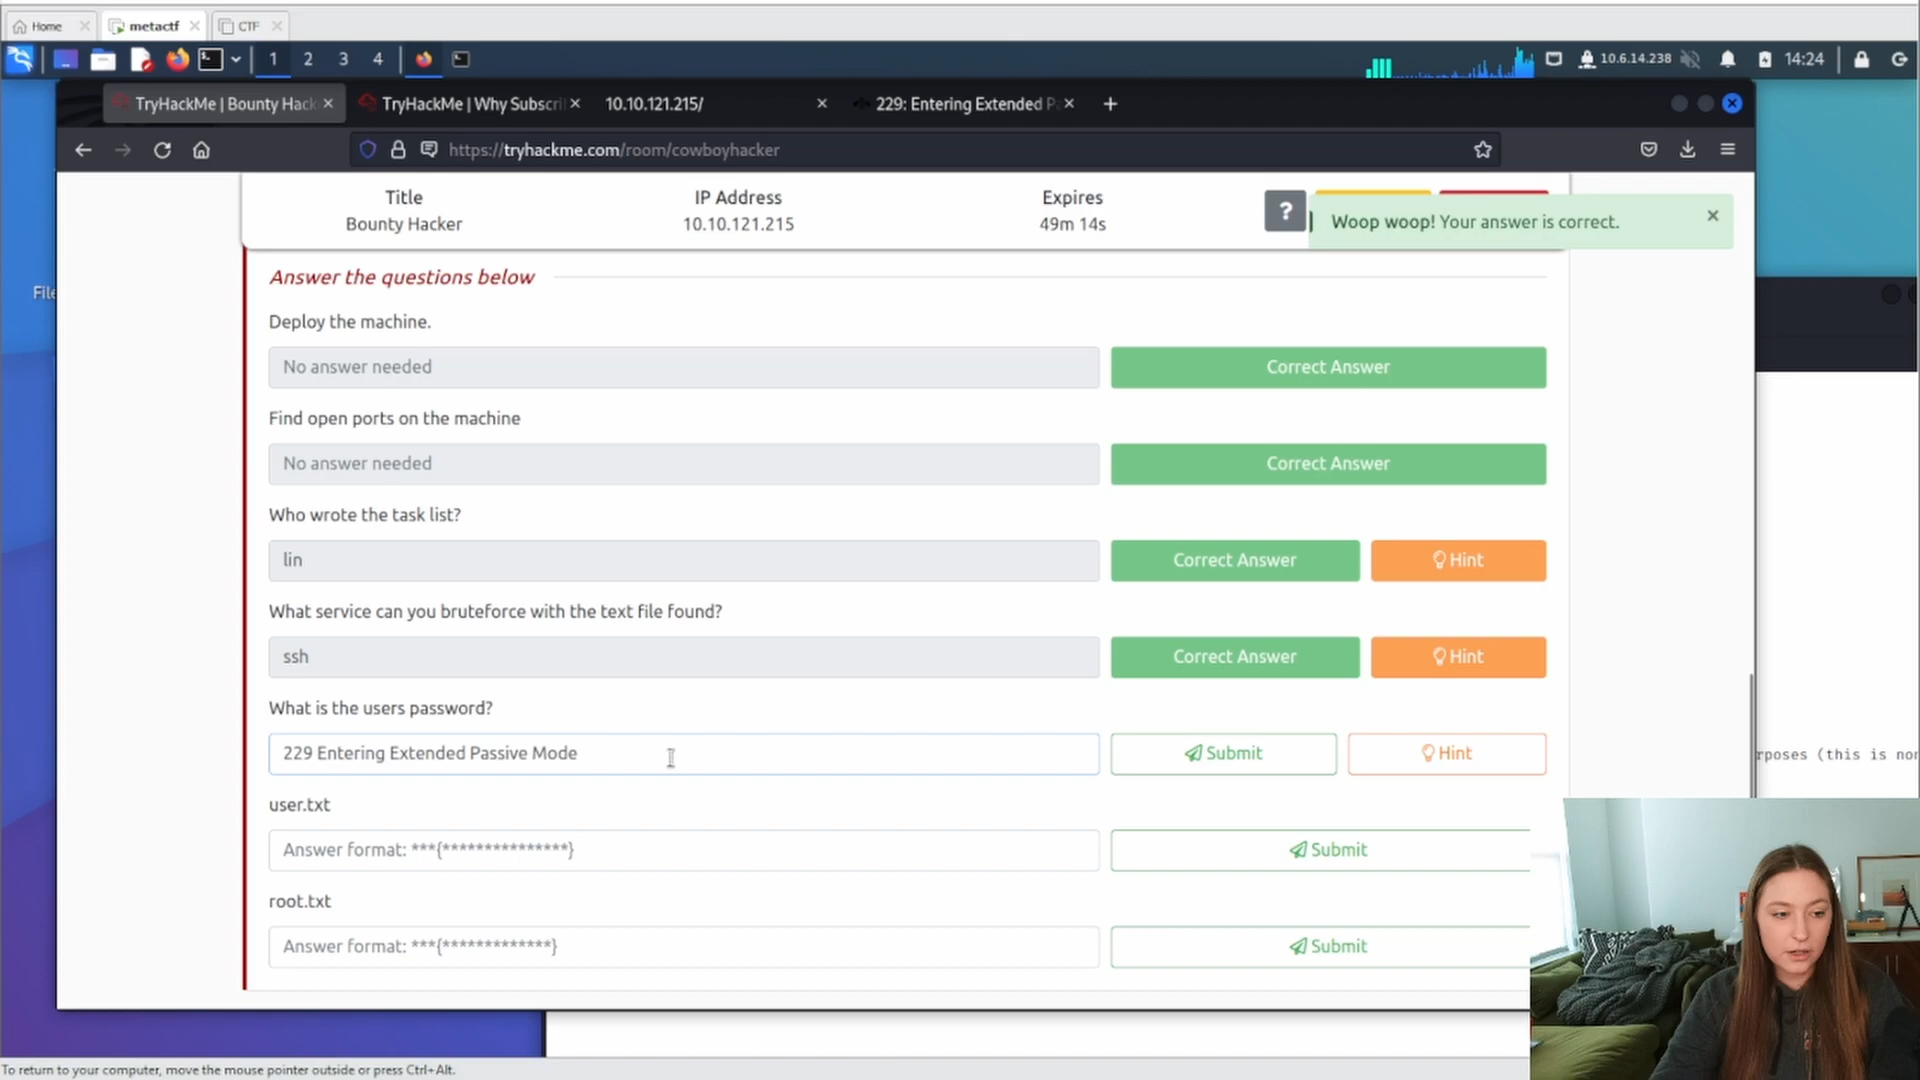 Home
metactf
CTF
1 2 3 4
10.6.14.238
14:24
TryHackMe | Bounty Hack
TryHackMe | Why Subscri
10.10.121.215/
229: Entering Extended P
https://tryhackme.com/room/cowboyhacker
Title
Bounty Hacker
IP Address
10.10.121.215
Expires
49m 14s
?
Woop woop! Your answer is correct.
File
Answer the questions below
Deploy the machine.
No answer needed
Correct Answer
Find open ports on the machine
No answer needed
Correct Answer
Who wrote the task list?
lin
Correct Answer
Hint
What service can you bruteforce with the text file found?
ssh
Correct Answer
Hint
What is the users password?
229 Entering Extended Passive Mode
Submit
Hint
rposes (this is non
user.txt
Answer format: ***{***************}
Submit
root.txt
Answer format: ***{*************}
Submit
To return to your computer, move the mouse pointer outside or press Ctrl+Alt.